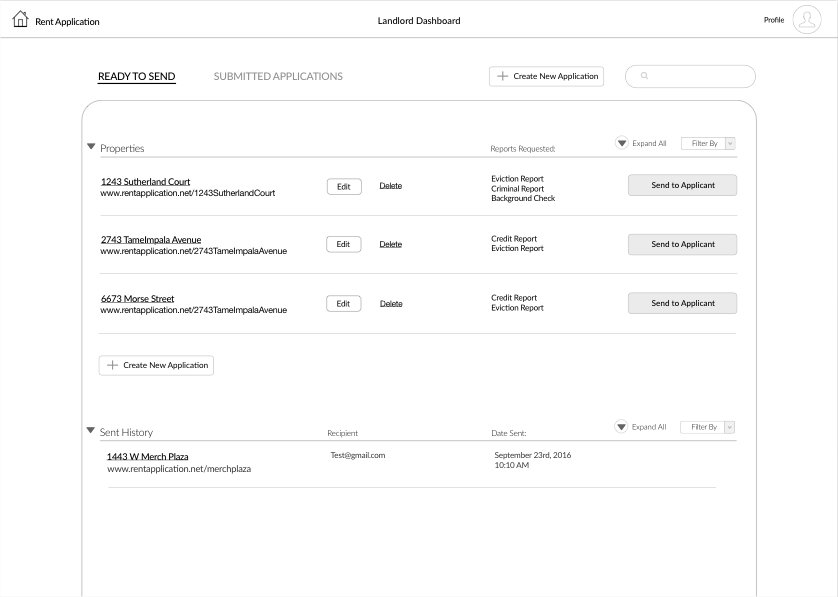 Rent Application
Landlord Dashboard
Profile
READY TO SEND
SUBMITTED APPLICATIONS
Create New Application
Properties
Reports Requested:
Expand All
Filter By
1243 Sutherland Court
www.rentapplication.net/1243SutherlandCourt
Edit
Delete
Eviction Report
Criminal Report
Background Check
Send to Applicant
2743 TameImpala Avenue
www.rentapplication.net/2743TameImpalaAvenue
Edit
Delete
Credit Report
Eviction Report
Send to Applicant
6673 Morse Street
www.rentapplication.net/2743TameImpalaAvenue
Edit
Delete
Credit Report
Eviction Report
Send to Applicant
Create New Application
Sent History
Recipient
Date Sent:
Expand All
Filter By
1443 W Merch Plaza
www.rentapplication.net/merchplaza
Test@gmail.com
September 23rd, 2016
10:10 AM